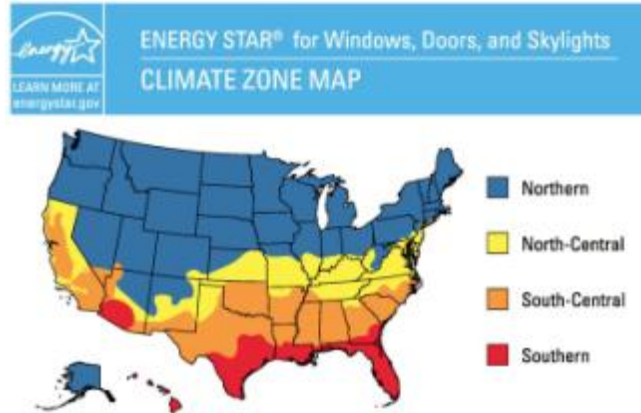 energy
LEARN MORE AT
energystar.gov
ENERGY STAR® for Windows, Doors, and Skylights
CLIMATE ZONE MAP
Northern
North-Central
South-Central
Southern